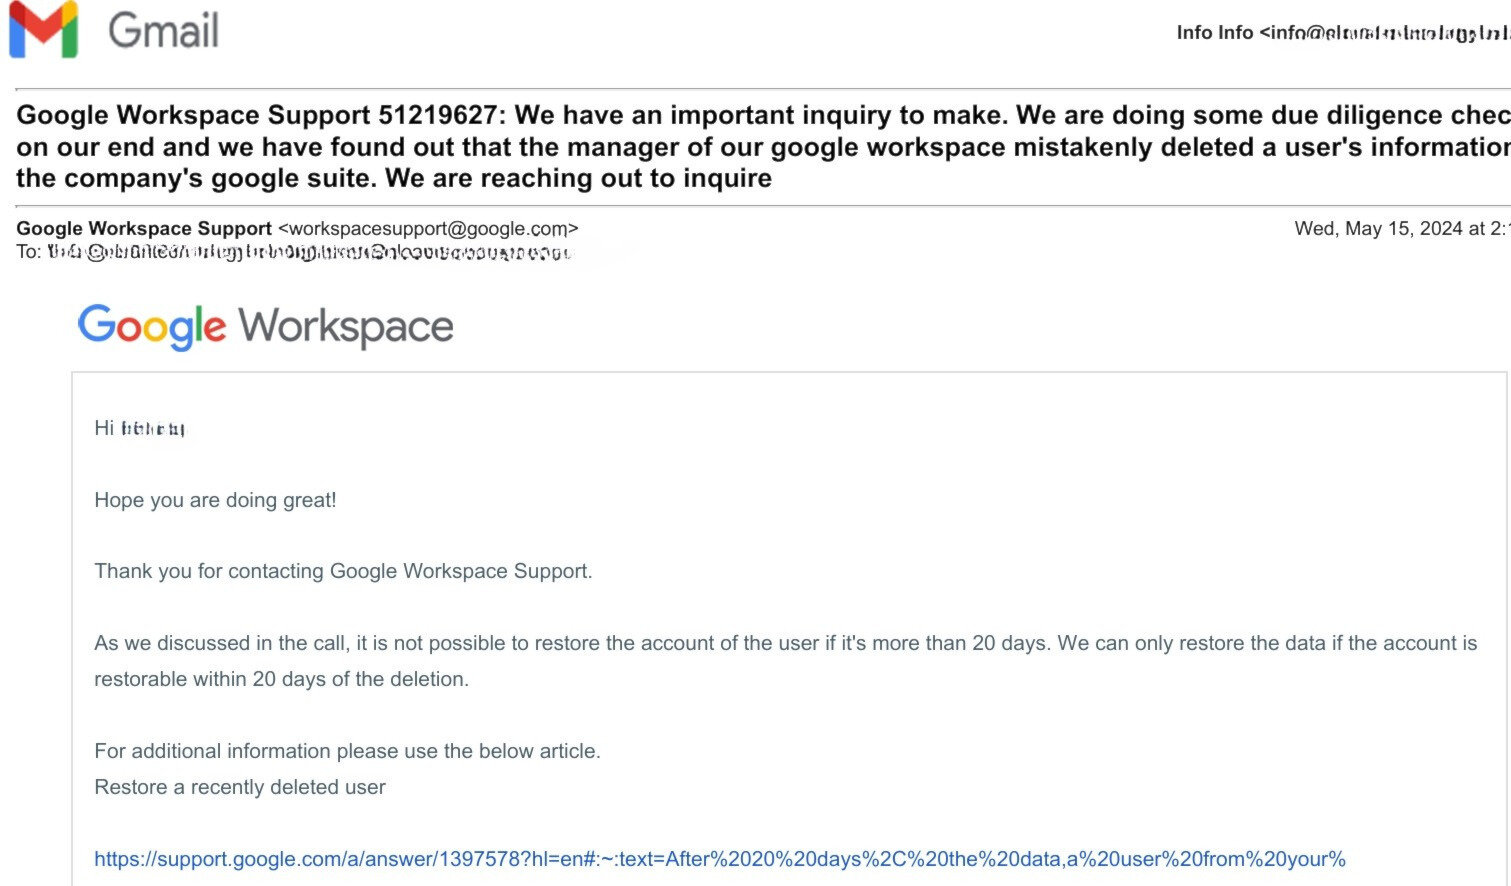 Gmail
Info Info <info@
Google Workspace Support 51219627: We have an important inquiry to make. We are doing some due diligence chec
on our end and we have found out that the manager of our google workspace mistakenly deleted a user's information
the company's google suite. We are reaching out to inquire
Google Workspace Support <workspacesupport@google.com>
Wed, May 15, 2024 at 2:
To:
Google Workspace
Hi
Hope you are doing great!
Thank you for contacting Google Workspace Support.
As we discussed in the call, it is not possible to restore the account of the user if it's more than 20 days. We can only restore the data if the account is
restorable within 20 days of the deletion.
For additional information please use the below article.
Restore a recently deleted user
https://support.google.com/a/answer/1397578?hl=en#:~:text=After%2020%20days%2C%20the%20data,a%20user%20from%20your%